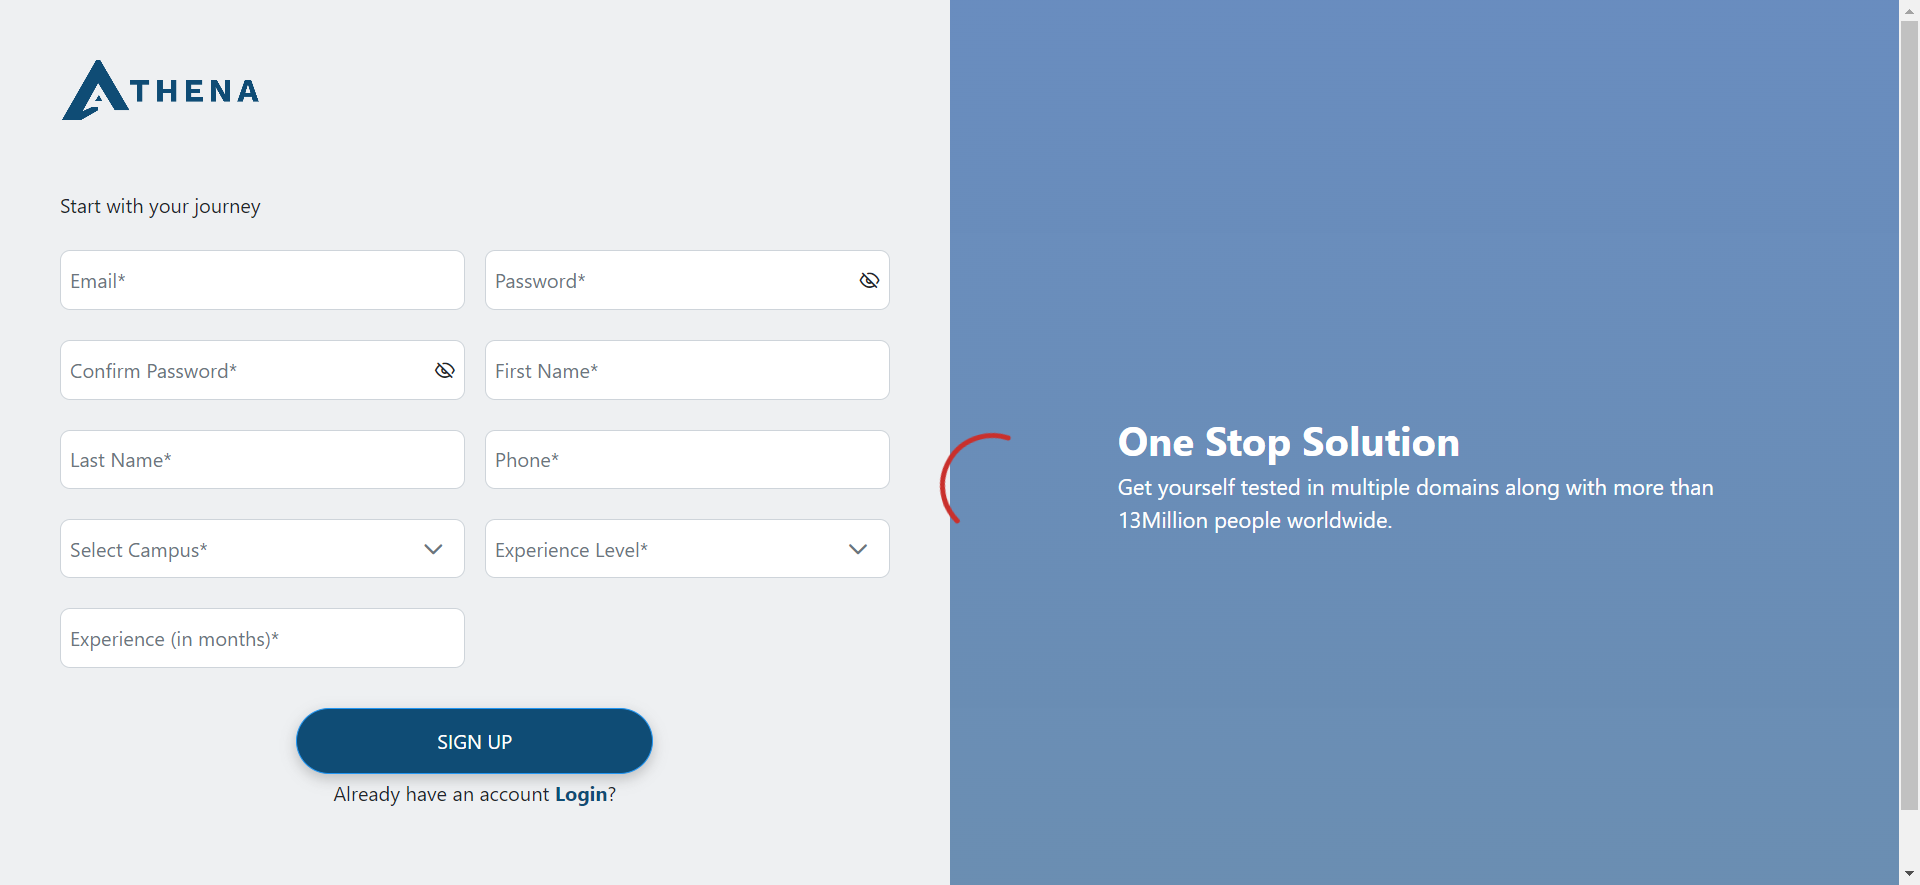 ATHENA
Start with your journey
Email*
Password*
Confirm Password*
First Name*
Last Name*
Phone*
Select Campus*
Experience Level*
Experience (in months)*
SIGN UP
Already have an account Login?
One Stop Solution
Get yourself tested in multiple domains along with more than
13Million people worldwide.